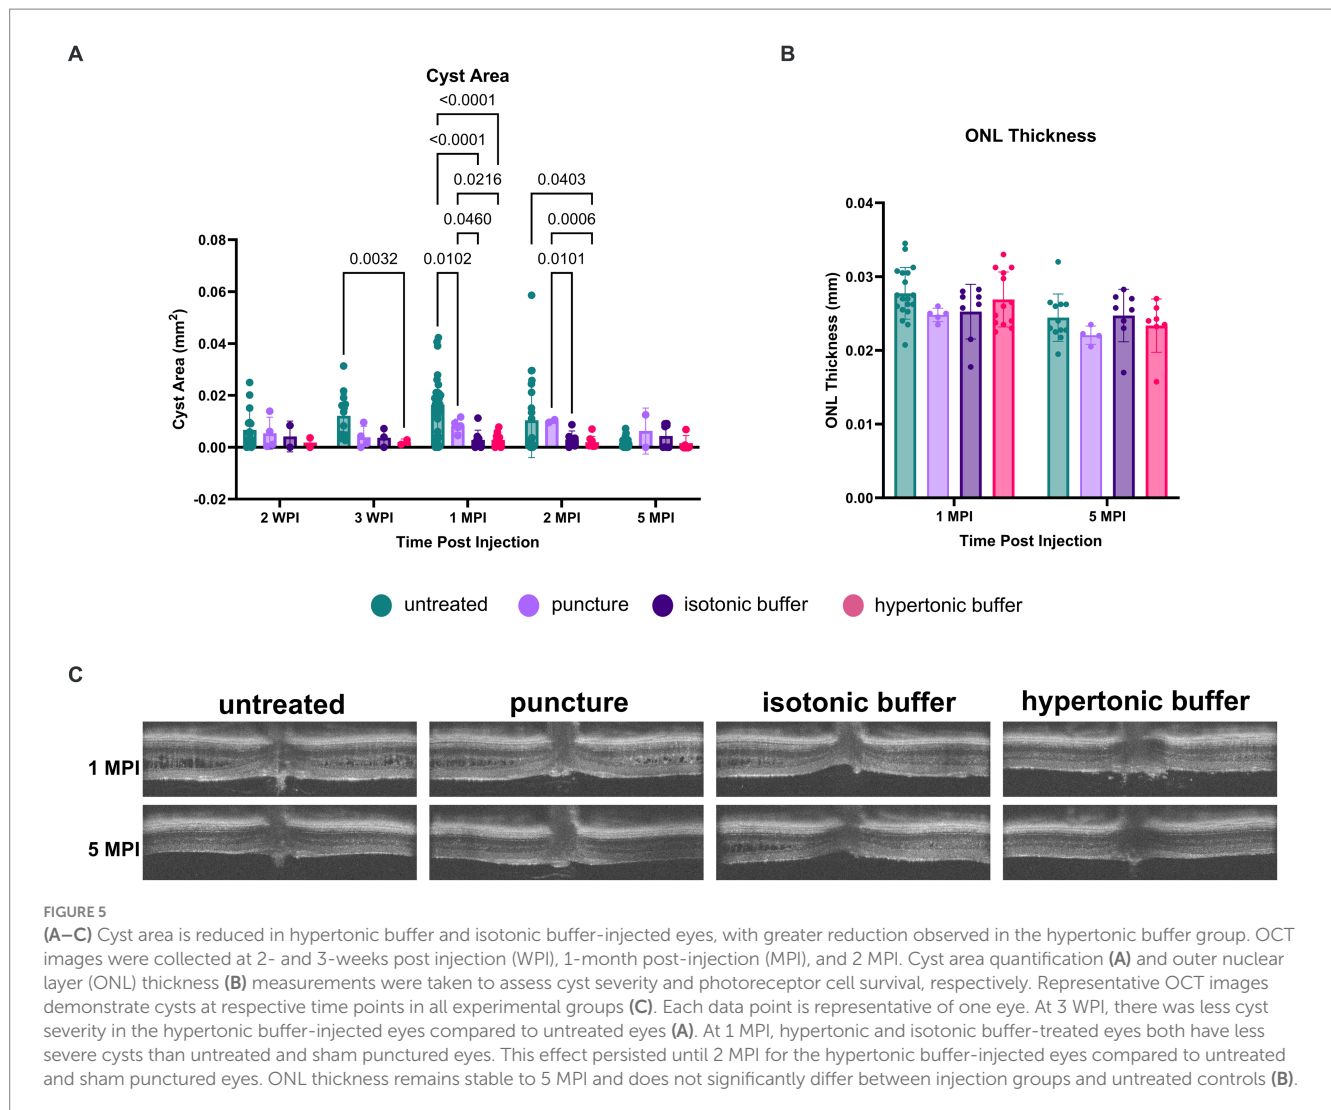 A
Cyst Area
<0.0001
<0.0001
0.0216
0.0403
0.0460
0.0006
0.0032
0.0102
0.0101
Cyst Area (mm2)
0.08
0.06
0.04
0.02
0.00
-0.02
2 WPI 3 WPI 1 MPI 2 MPI 5 MPI
Time Post Injection
B
ONL Thickness
ONL Thickness (mm)
0.04
0.03
0.02
0.01
0.00
1 MPI 5 MPI
Time Post Injection
untreated puncture isotonic buffer hypertonic buffer
C
untreated puncture isotonic buffer hypertonic buffer
1 MPI
5 MPI
FIGURE 5
(A–C) Cyst area is reduced in hypertonic buffer and isotonic buffer-injected eyes, with greater reduction observed in the hypertonic buffer group. OCT
images were collected at 2- and 3-weeks post injection (WPI), 1-month post-injection (MPI), and 2 MPI. Cyst area quantification (A) and outer nuclear
layer (ONL) thickness (B) measurements were taken to assess cyst severity and photoreceptor cell survival, respectively. Representative OCT images
demonstrate cysts at respective time points in all experimental groups (C). Each data point is representative of one eye. At 3 WPI, there was less cyst
severity in the hypertonic buffer-injected eyes compared to untreated eyes (A). At 1 MPI, hypertonic and isotonic buffer-treated eyes both have less
severe cysts than untreated and sham punctured eyes. This effect persisted until 2 MPI for the hypertonic buffer-injected eyes compared to untreated
and sham punctured eyes. ONL thickness remains stable to 5 MPI and does not significantly differ between injection groups and untreated controls (B).